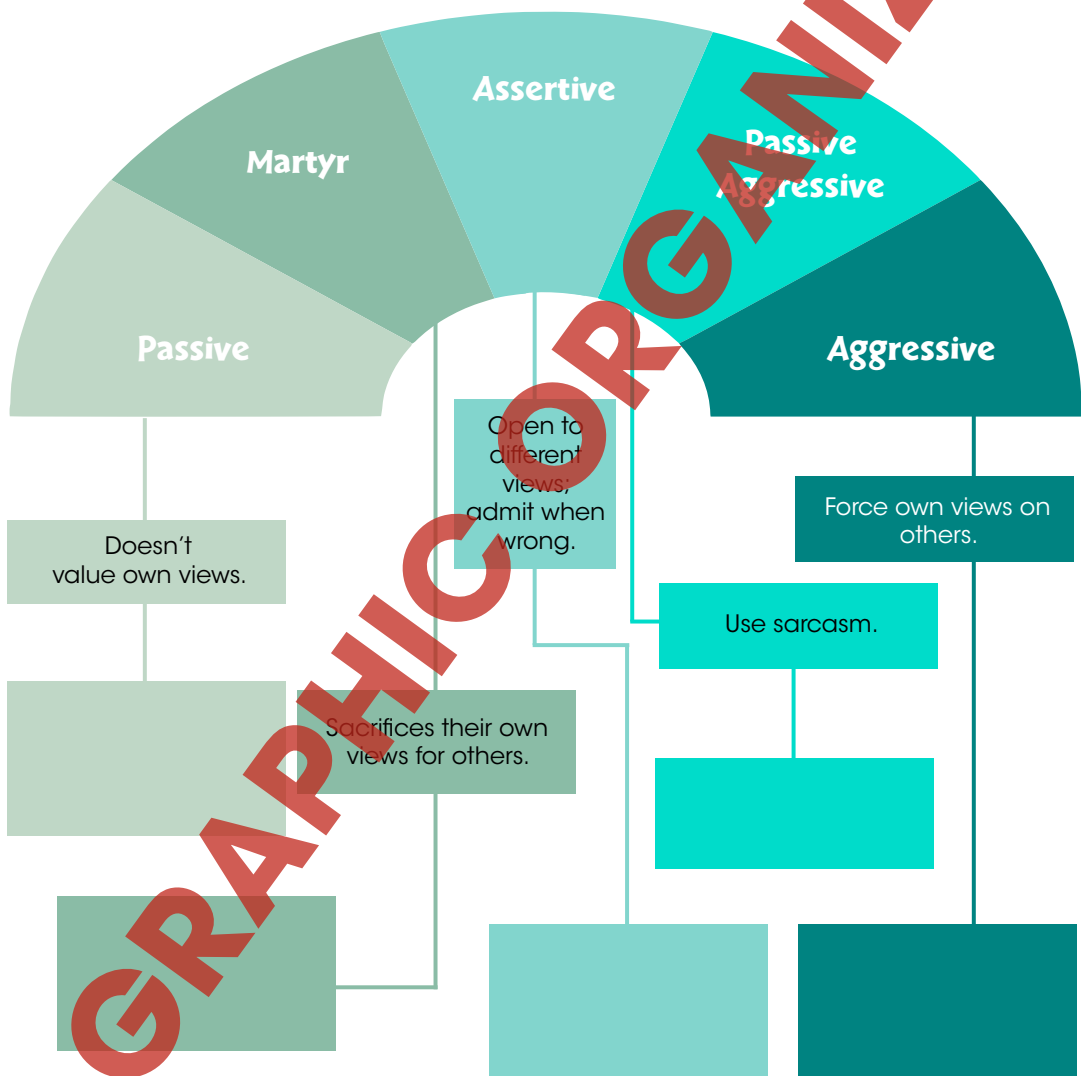 Assertive
Martyr
Passive
Aggressive
Passive
Aggressive
Open to
different
views;
admit when
wrong.
Force own views on
others.
Doesn't
value own views.
Use sarcasm.
Sacrifices their own
views for others.
GRAPHIC ORGANIZ